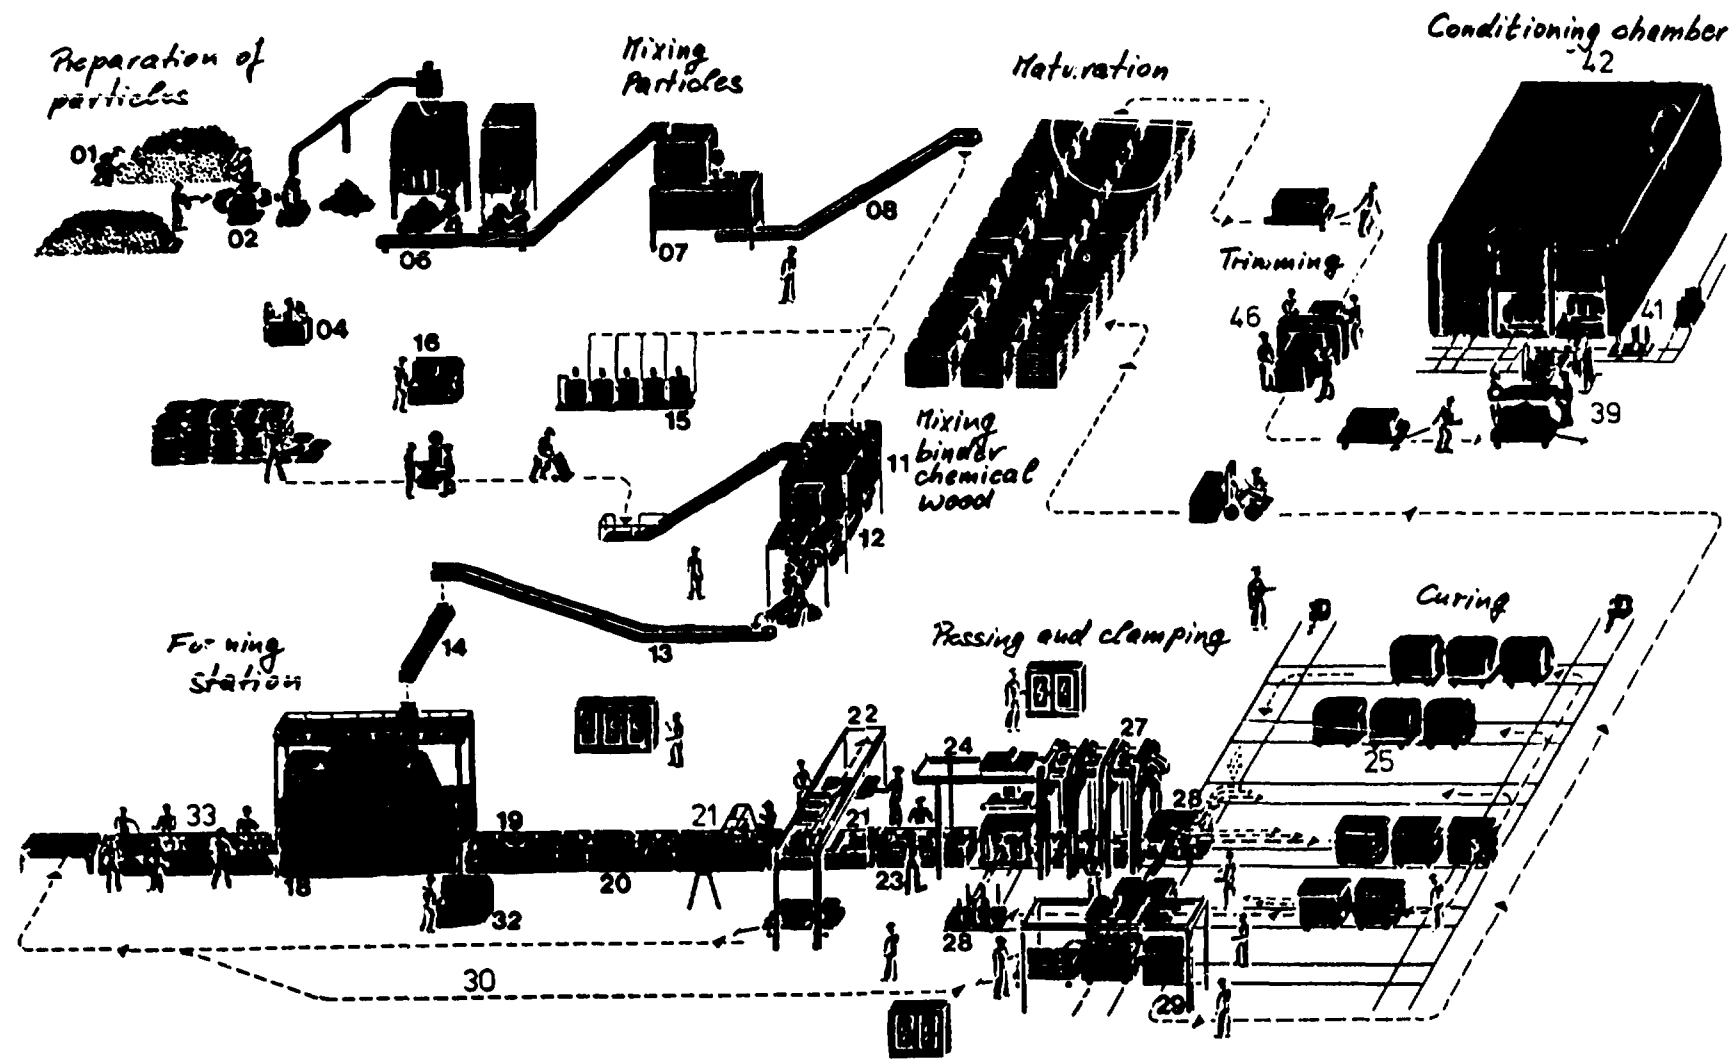 Preparation of
particles
Mixing
Particles
Maturation
Conditioning chamber
42
01
02
06
07
08
04
16
15
Trimming
46
41
39
Mixing
binder
chemical
wood
11
12
13
14
Forming
station
Pressing and clamping
Curing
22
24
27
25
28
33
19
21
21
18
20
23
32
28
30
29